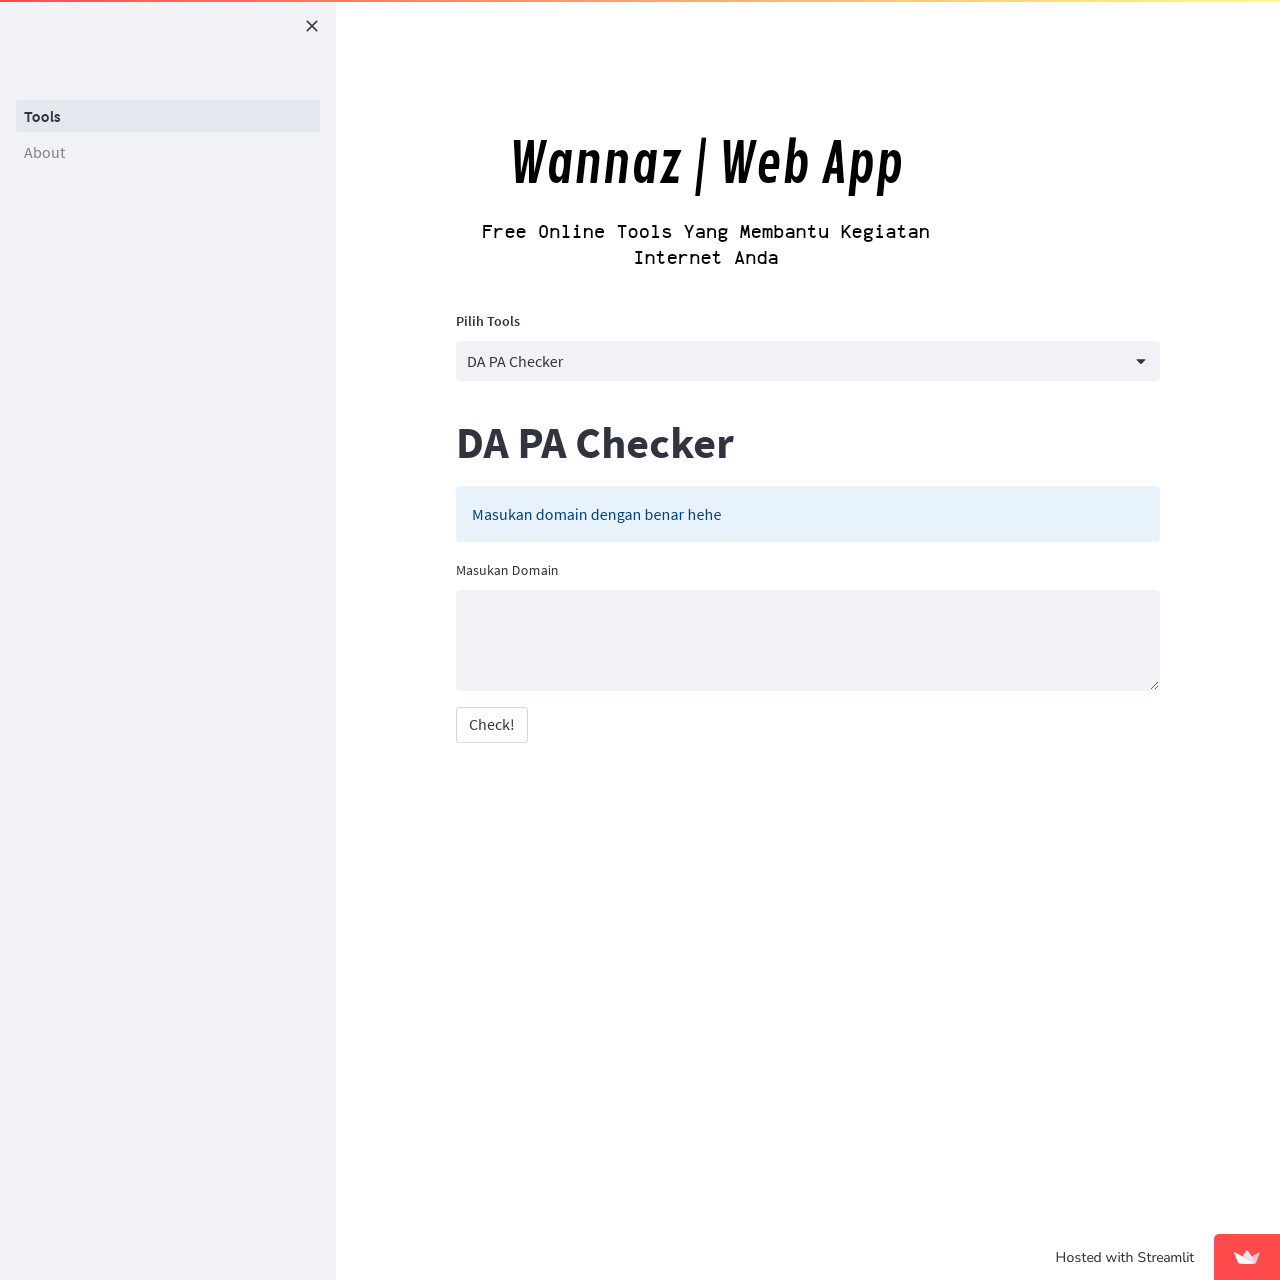 Tools
About
Wannaz | Web App
Free Online Tools Yang Membantu Kegiatan
Internet Anda
Pilih Tools
DA PA Checker
DA PA Checker
Masukan domain dengan benar hehe
Masukan Domain
Check!
Hosted with Streamlit